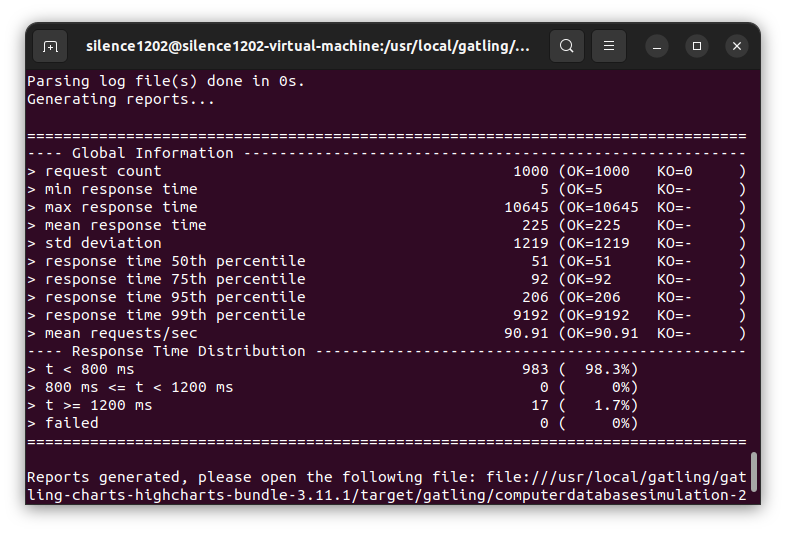 silence1202@silence1202-virtual-machine:/usr/local/gatling/...
Parsing log file(s) done in 0s.
Generating reports...
================================================================================
---- Global Information --------------------------------------------------------
> request count                                       1000 (OK=1000   KO=0     )
> min response time                                      5 (OK=5      KO=-     )
> max response time                                  10645 (OK=10645  KO=-     )
> mean response time                                   225 (OK=225    KO=-     )
> std deviation                                       1219 (OK=1219   KO=-     )
> response time 50th percentile                         51 (OK=51     KO=-     )
> response time 75th percentile                         92 (OK=92     KO=-     )
> response time 95th percentile                        206 (OK=206    KO=-     )
> response time 99th percentile                       9192 (OK=9192   KO=-     )
> mean requests/sec                                  90.91 (OK=90.91  KO=-     )
---- Response Time Distribution ------------------------------------------------
> t < 800 ms                                           983 (  98.3%)
> 800 ms <= t < 1200 ms                                  0 (     0%)
> t >= 1200 ms                                          17 (   1.7%)
> failed                                                 0 (     0%)
================================================================================
Reports generated, please open the following file: file:///usr/local/gatling/gat
ling-charts-highcharts-bundle-3.11.1/target/gatling/computerdatabasesimulation-2